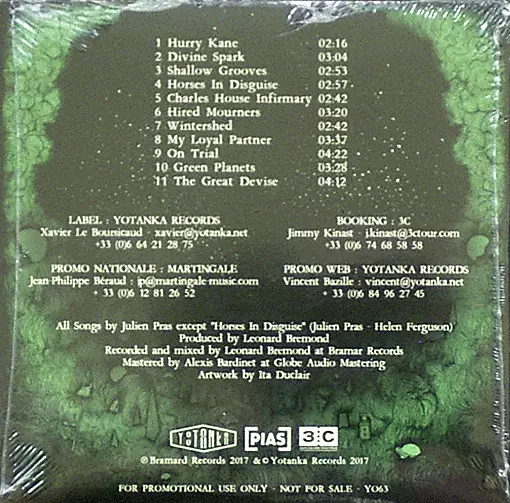 1 Hurry Kane 02:16
2 Divine Spark 03:04
3 Shallow Grooves 02:53
4 Horses In Disguise 02:57
5 Charles House Infirmary 02:42
6 Hired Mourners 03:20
7 Wintershed 02:42
8 My Loyal Partner 03:37
9 On Trial 04:22
10 Green Planets 03:28
11 The Great Devise 04:12
LABEL : YOTANKA RECORDS
Xavier Le Boursicaud - xavier@yotanka.net
+33 (0)6 64 21 28 75
BOOKING : 3C
Jimmy Kinast - j.kinast@3ctour.com
+33 (0)6 74 68 58 58
PROMO NATIONALE : MARTINGALE
Jean-Philippe Béraud : jp@martingale-music.com
+ 33 (0)6 12 81 26 52
PROMO WEB : YOTANKA RECORDS
Vincent Bazille : vincent@yotanka.net
+ 33 (0)6 84 96 27 45
All Songs by Julien Pras except "Horses In Disguise" (Julien Pras - Helen Ferguson)
Produced by Leonard Bremond
Recorded and mixed by Leonard Bremond at Bramar Records
Mastered by Alexis Bardinet at Globe Audio Mastering
Artwork by Ita Duclair
YOTANKA [PIAS] 3C
℗ Bramard Records 2017 & © Yotanka Records 2017
FOR PROMOTIONAL USE ONLY - NOT FOR SALE - YO63